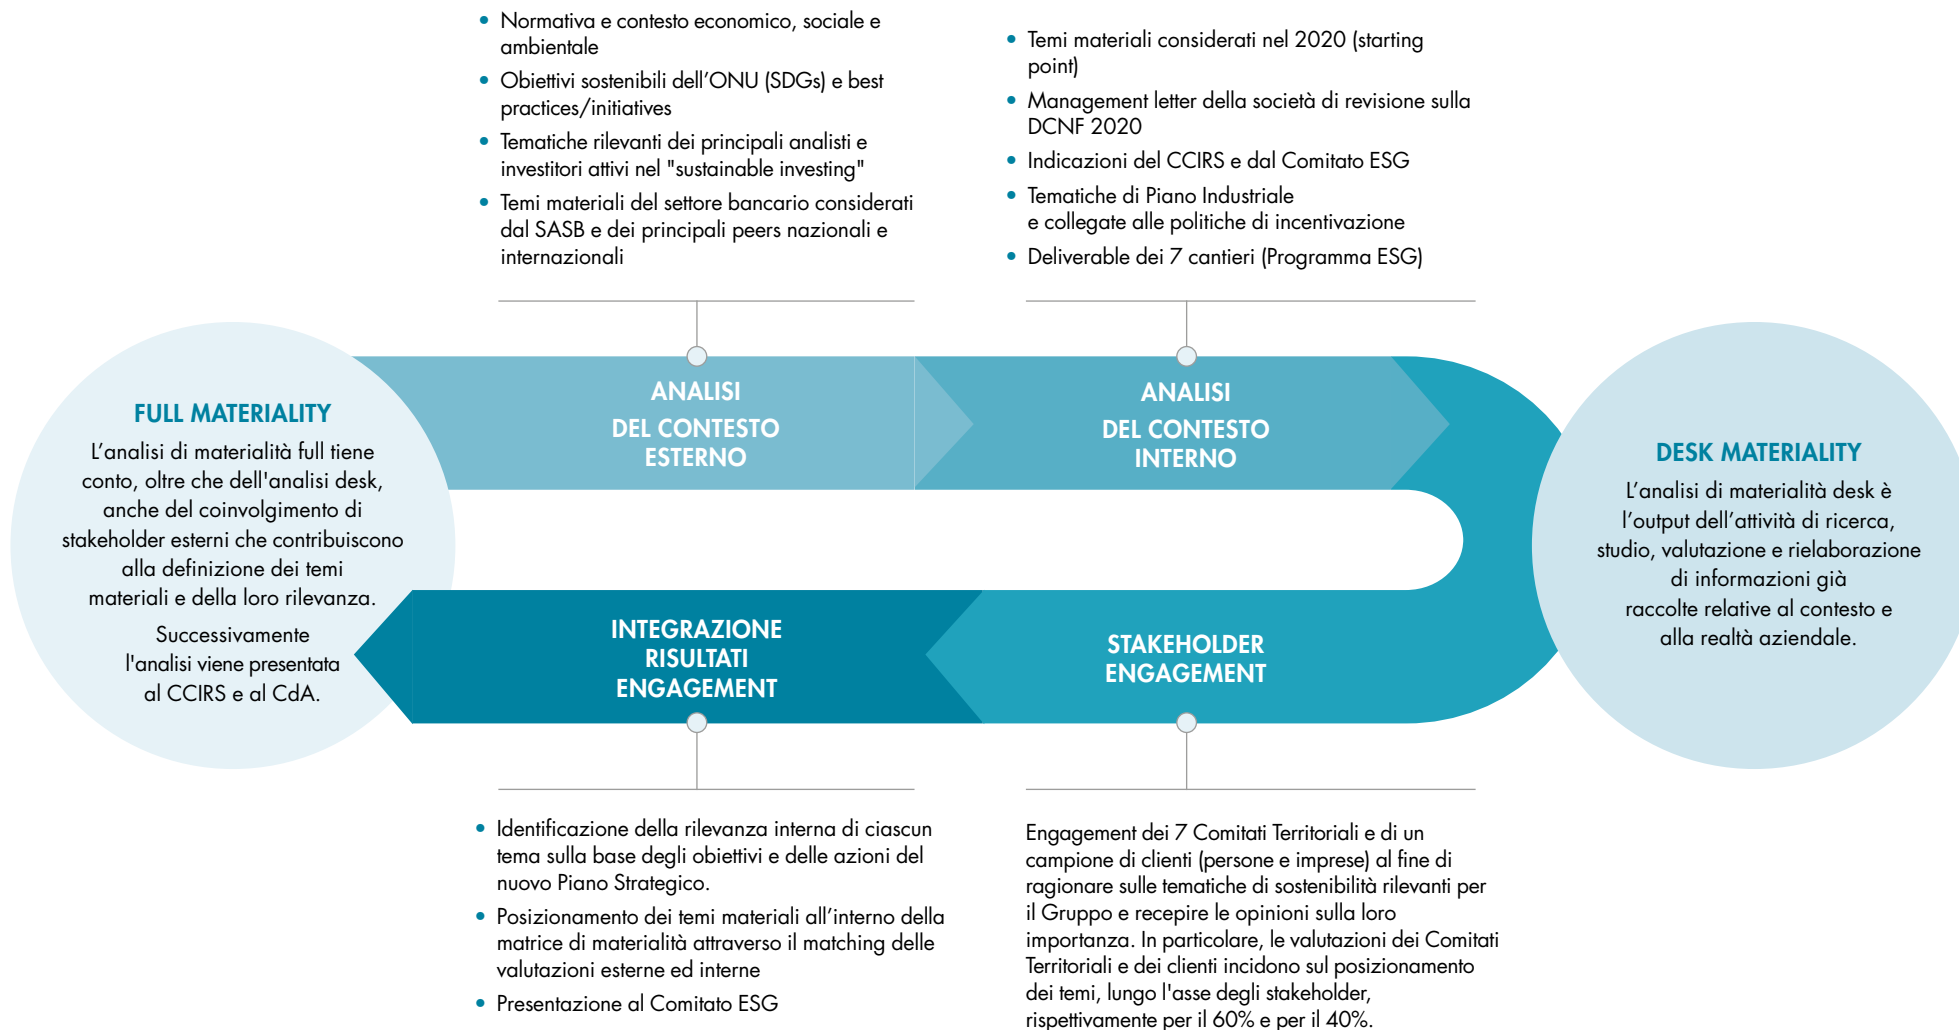 • Normativa e contesto economico, sociale e
ambientale
• Obiettivi sostenibili dell’ONU (SDGs) e best
practices/initiatives
• Tematiche rilevanti dei principali analisti e
investitori attivi nel "sustainable investing"
• Temi materiali del settore bancario considerati
dal SASB e dei principali peers nazionali e
internazionali
• Temi materiali considerati nel 2020 (starting
point)
• Management letter della società di revisione sulla
DCNF 2020
• Indicazioni del CCIRS e dal Comitato ESG
• Tematiche di Piano Industriale
e collegate alle politiche di incentivazione
• Deliverable dei 7 cantieri (Programma ESG)
FULL MATERIALITY
L’analisi di materialità full tiene
conto, oltre che dell'analisi desk,
anche del coinvolgimento di
stakeholder esterni che contribuiscono
alla definizione dei temi
materiali e della loro rilevanza.
Successivamente
l'analisi viene presentata
al CCIRS e al CdA.
ANALISI
DEL CONTESTO
ESTERNO
ANALISI
DEL CONTESTO
INTERNO
DESK MATERIALITY
L’analisi di materialità desk è
l’output dell’attività di ricerca,
studio, valutazione e rielaborazione
di informazioni già
raccolte relative al contesto e
alla realtà aziendale.
INTEGRAZIONE
RISULTATI
ENGAGEMENT
STAKEHOLDER
ENGAGEMENT
• Identificazione della rilevanza interna di ciascun
tema sulla base degli obiettivi e delle azioni del
nuovo Piano Strategico.
• Posizionamento dei temi materiali all’interno della
matrice di materialità attraverso il matching delle
valutazioni esterne ed interne
• Presentazione al Comitato ESG
Engagement dei 7 Comitati Territoriali e di un
campione di clienti (persone e imprese) al fine di
ragionare sulle tematiche di sostenibilità rilevanti per
il Gruppo e recepire le opinioni sulla loro
importanza. In particolare, le valutazioni dei Comitati
Territoriali e dei clienti incidono sul posizionamento
dei temi, lungo l'asse degli stakeholder,
rispettivamente per il 60% e per il 40%.